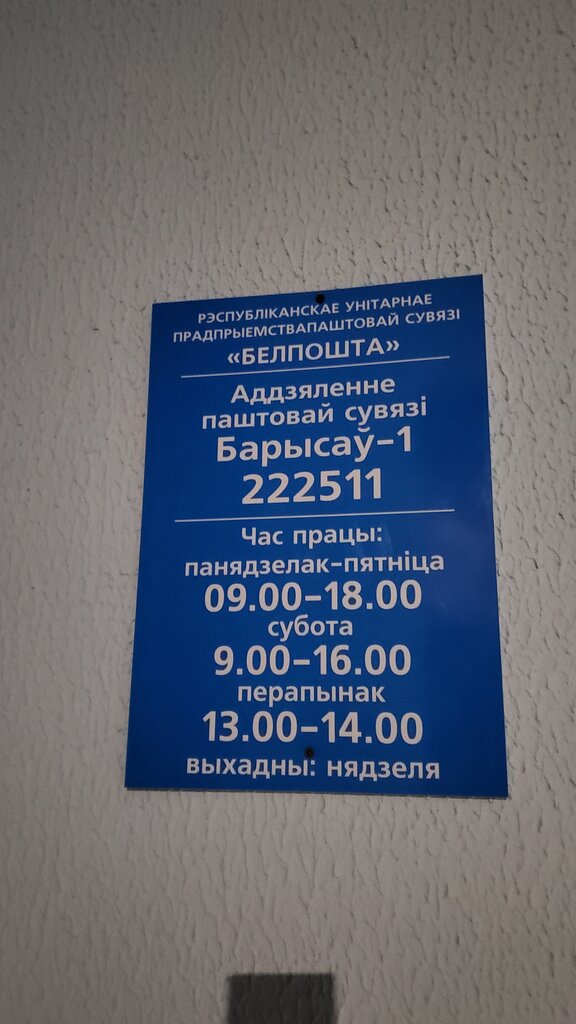 РЭСПУБЛІКАНСКАЕ УНІТАРНАЕ
ПРАДПРЫЕМСТВАПАШТОВАЙ СУВЯЗІ
«БЕЛПОШТА»
Аддзяленне
паштовай сувязі
Барысаў-1
222511
Час працы:
панядзелак-пятніца
09.00-18.00
субота
9.00-16.00
перапынак
13.00-14.00
выхадны: нядзеля